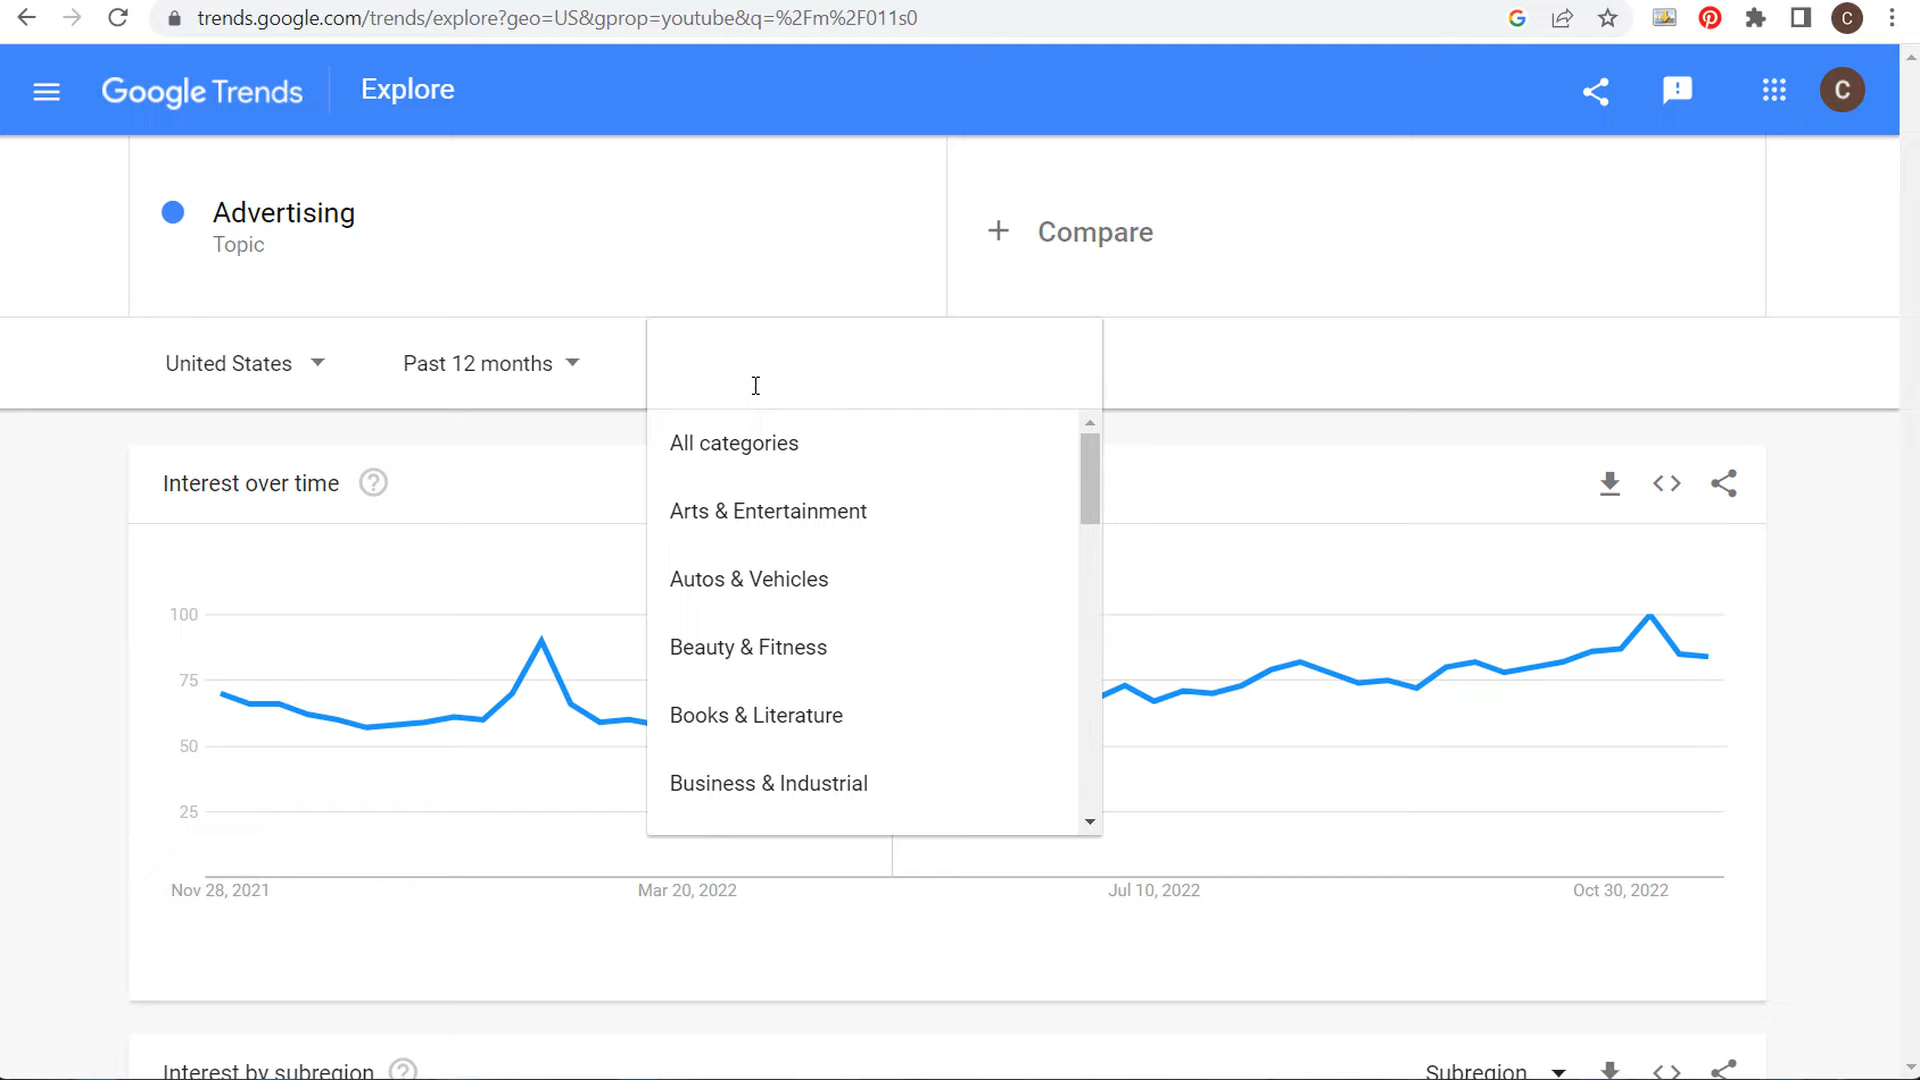 trends.google.com/trends/explore?geo=US&gprop=youtube&q=%2Fm%2F011s0
G
C
Google Trends
Explore
C
Advertising
Topic
+ Compare
United States
Past 12 months
All categories
Arts & Entertainment
Autos & Vehicles
Beauty & Fitness
Books & Literature
Business & Industrial
Interest over time ?
100
75
50
25
Nov 28, 2021
Mar 20, 2022
Jul 10, 2022
Oct 30, 2022
Interest by subregion ?
Subregion